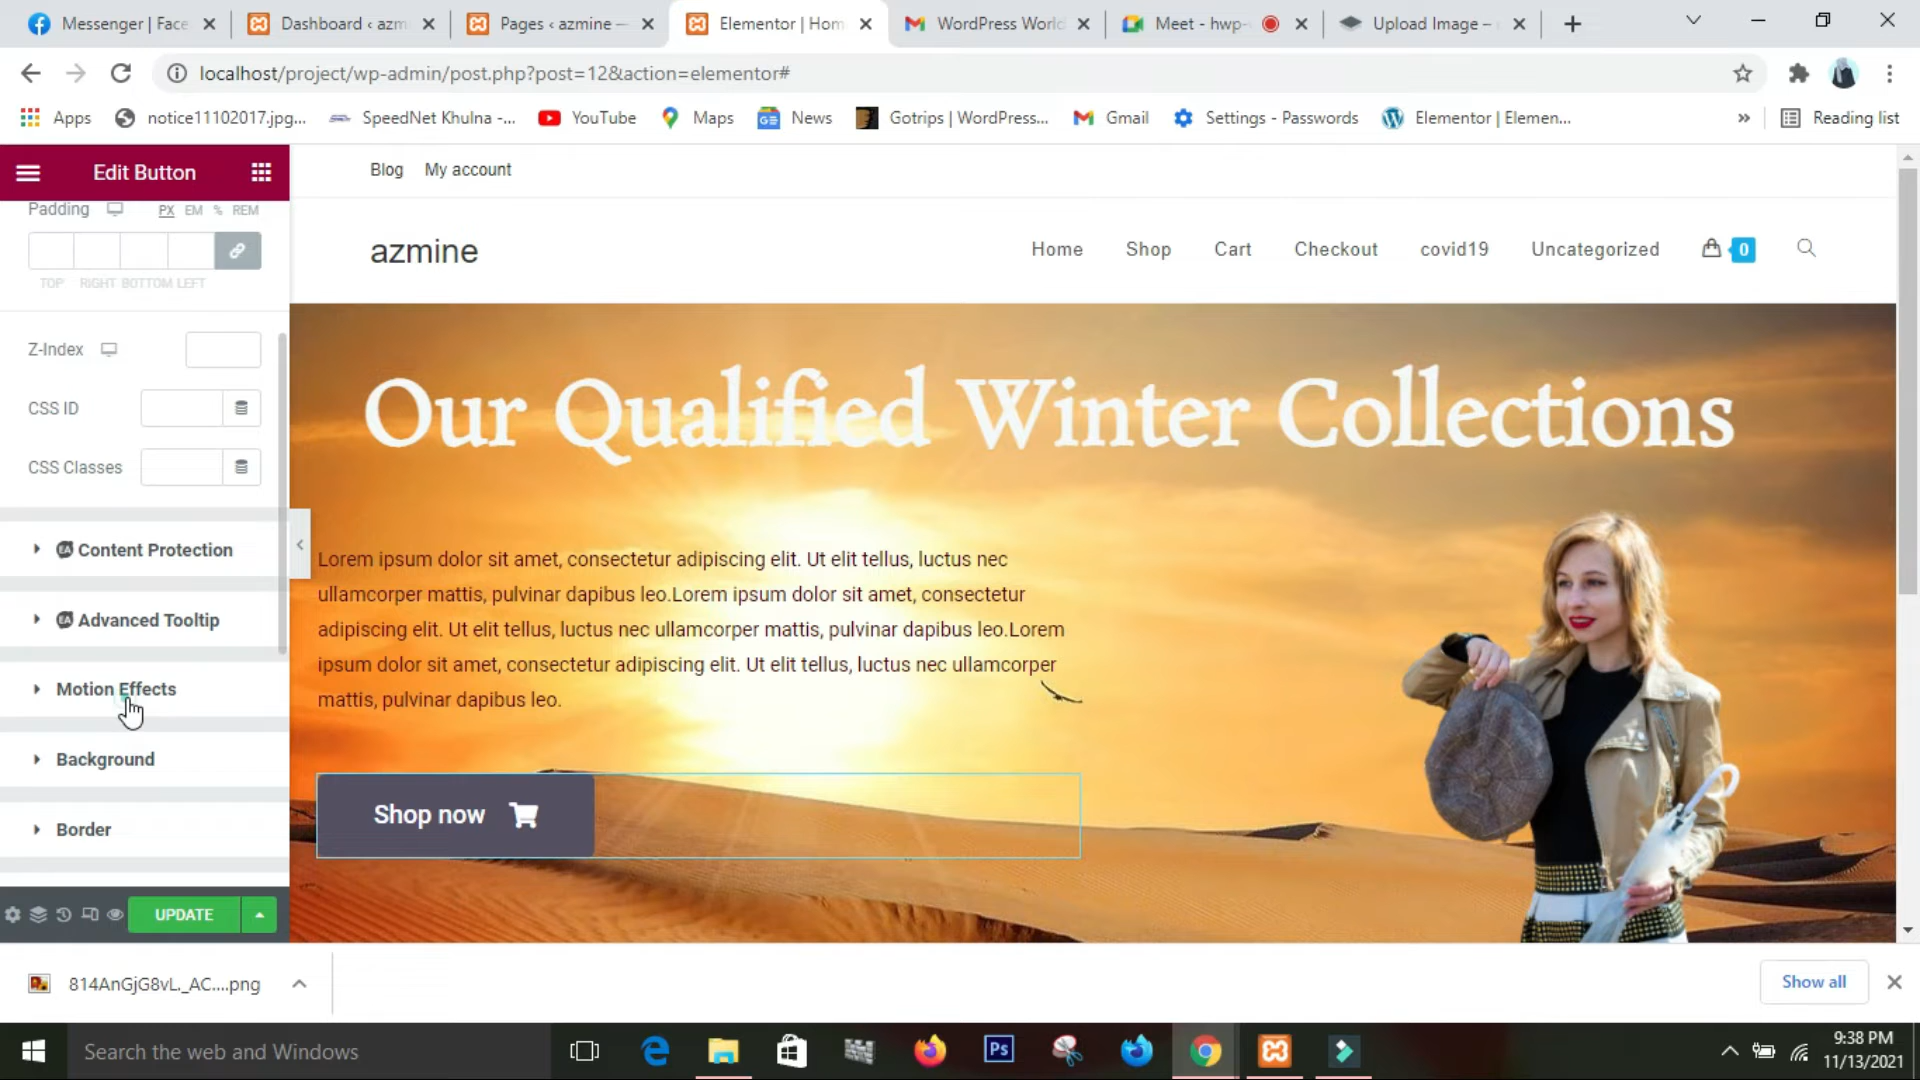 Messenger | Face
Dashboard ‹ azm
Pages ‹ azmine —
Elementor | Hom
WordPress World
Meet - hwp-
Upload Image –
localhost/project/wp-admin/post.php?post=12&action=elementor#
Apps
notice11102017.jpg...
SpeedNet Khulna -...
YouTube
Maps
News
Gotrips | WordPress...
Gmail
Settings - Passwords
Elementor | Elemen...
»
Reading list
Edit Button
Padding
PX EM % REM
TOP RIGHT BOTTOM LEFT
Z-Index
CSS ID
CSS Classes
EA Content Protection
EA Advanced Tooltip
Motion Effects
Background
Border
UPDATE
Blog My account
azmine
Home Shop Cart Checkout covid19 Uncategorized 0
Our Qualified Winter Collections
Lorem ipsum dolor sit amet, consectetur adipiscing elit. Ut elit tellus, luctus nec
ullamcorper mattis, pulvinar dapibus leo.Lorem ipsum dolor sit amet, consectetur
adipiscing elit. Ut elit tellus, luctus nec ullamcorper mattis, pulvinar dapibus leo.Lorem
ipsum dolor sit amet, consectetur adipiscing elit. Ut elit tellus, luctus nec ullamcorper
mattis, pulvinar dapibus leo.
Shop now
814AnGjG8vL._AC....png
Show all
Search the web and Windows
Ps
9:38 PM
11/13/2021